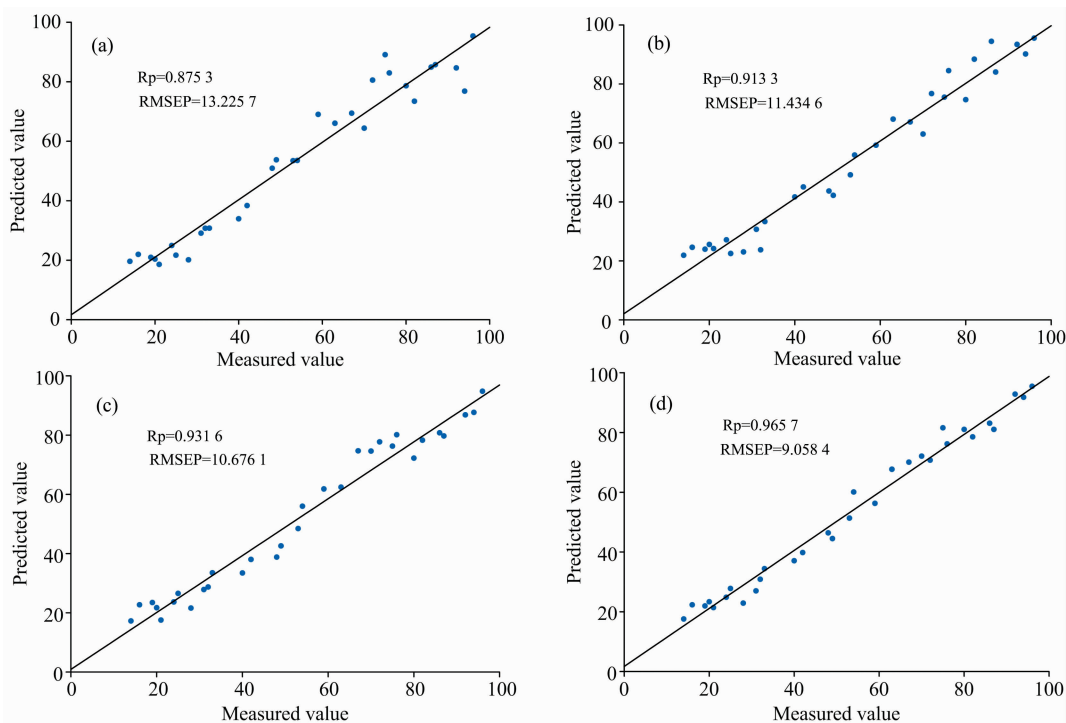 100
80
60
40
20
0
Predicted value
(a)
Rp=0.875 3
RMSEP=13.225 7
0 20 40 60 80 100
Measured value
100
80
60
40
20
0
Predicted value
(b)
Rp=0.913 3
RMSEP=11.434 6
0 20 40 60 80 100
Measured value
100
80
60
40
20
0
Predicted value
(c)
Rp=0.931 6
RMSEP=10.676 1
0 20 40 60 80 100
Measured value
100
80
60
40
20
0
Predicted value
(d)
Rp=0.965 7
RMSEP=9.058 4
0 20 40 60 80 100
Measured value